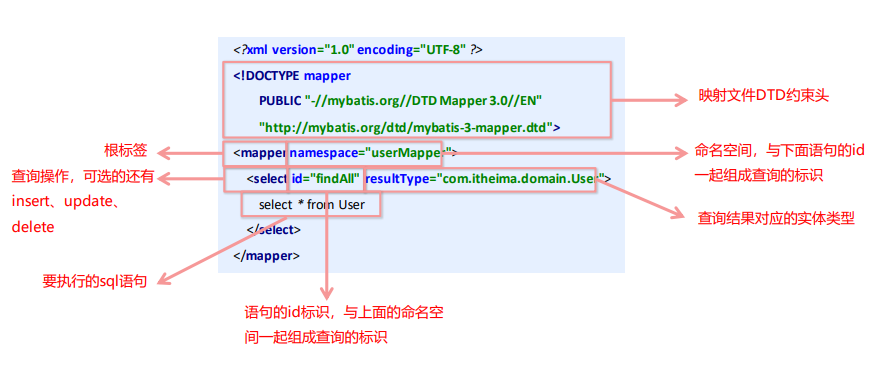 <?xml version="1.0" encoding="UTF-8" ?>
<!DOCTYPE mapper
PUBLIC "-//mybatis.org//DTD Mapper 3.0//EN"
"http://mybatis.org/dtd/mybatis-3-mapper.dtd">
<mapper namespace="userMapper">
<select id="findAll" resultType="com.itheima.domain.User">
select * from User
</select>
</mapper>
映射文件DTD约束头
根标签
命名空间，与下面语句的id
一起组成查询的标识
查询操作，可选的还有
insert、update、
delete
查询结果对应的实体类型
要执行的sql语句
语句的id标识，与上面的命名空
间一起组成查询的标识